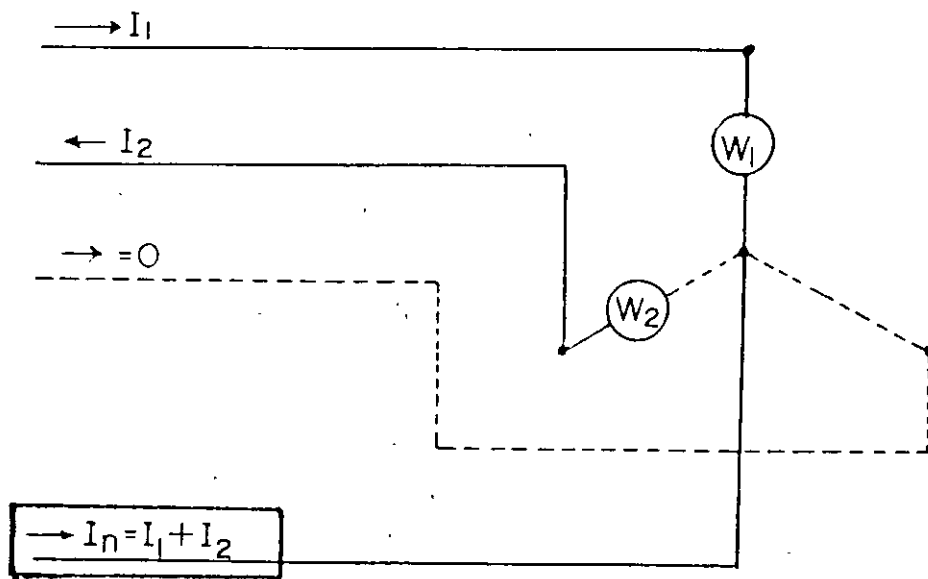 → I₁
← I₂
→ =0
W₁
W₂
→ Iₙ=I₁+I₂